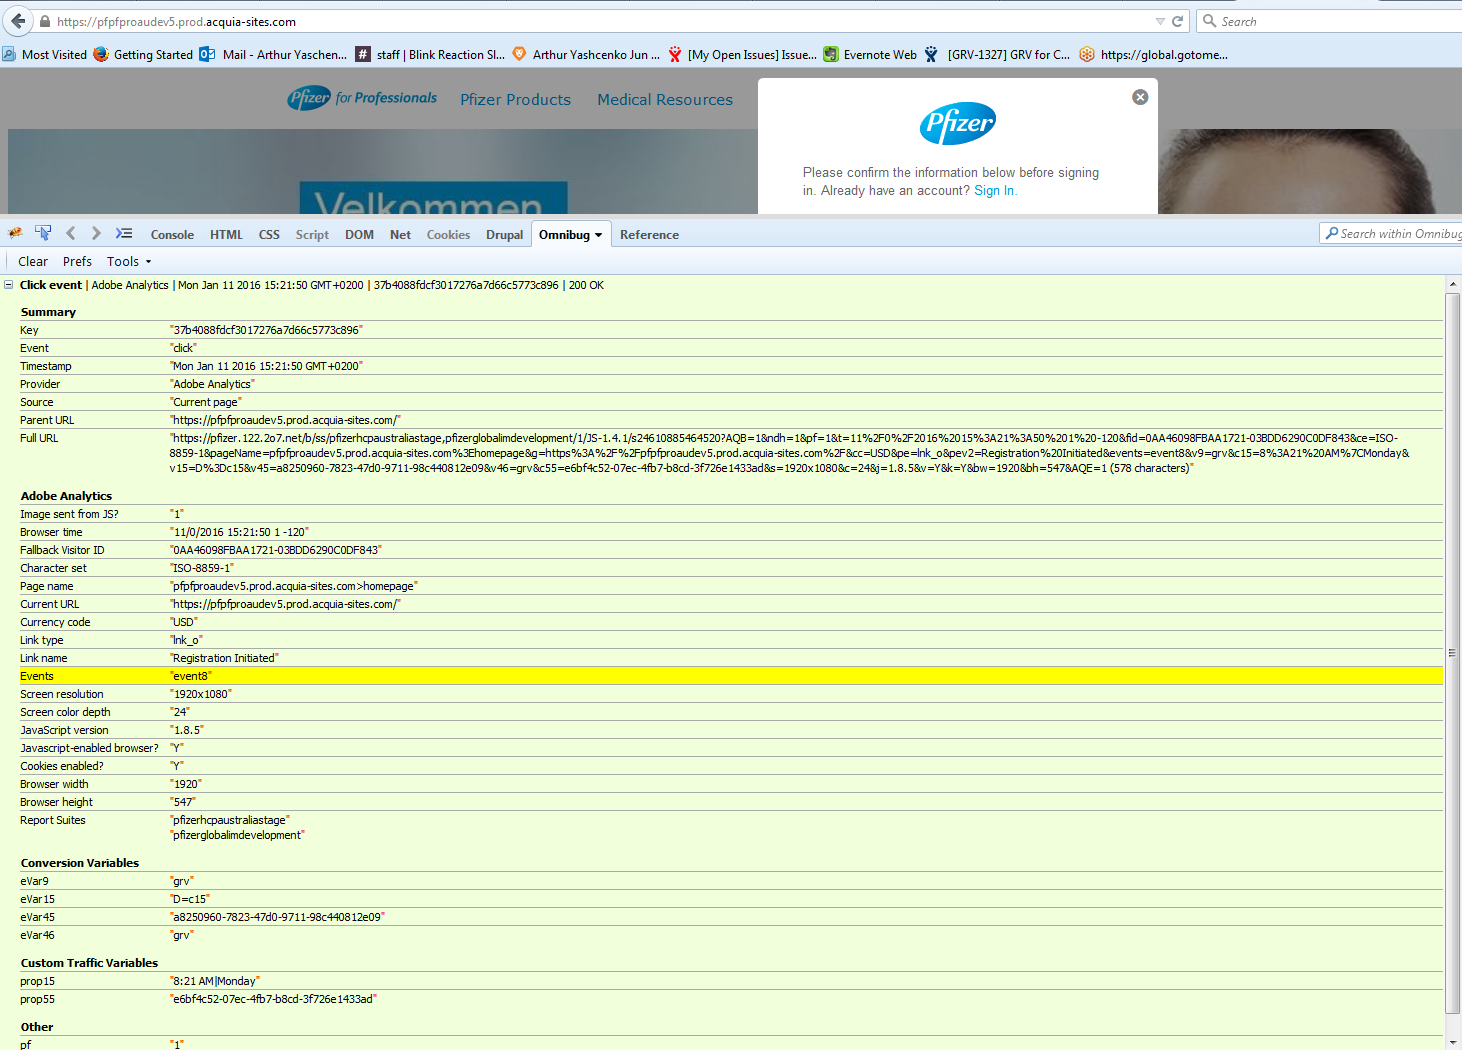 https://pfpfproaudev5.prod.acquia-sites.com
Search
Most Visited Getting Started Mail - Arthur Yaschen... staff | Blink Reaction Sl... Arthur Yashcenko Jun ... [My Open Issues] Issue... Evernote Web [GRV-1327] GRV for C... https://global.gotome...
Pfizer for Professionals Pfizer Products Medical Resources
Pfizer
Please confirm the information below before signing
in. Already have an account? Sign In.
Velkommen
Console HTML CSS Script DOM Net Cookies Drupal Omnibug Reference Search within Omnibug
Clear Prefs Tools
Click event | Adobe Analytics | Mon Jan 11 2016 15:21:50 GMT+0200 | 37b4088fdcf3017276a7d66c5773c896 | 200 OK
Summary
Key "37b4088fdcf3017276a7d66c5773c896"
Event "click"
Timestamp "Mon Jan 11 2016 15:21:50 GMT+0200"
Provider "Adobe Analytics"
Source "Current page"
Parent URL "https://pfpfproaudev5.prod.acquia-sites.com/"
Full URL "https://pfizer.122.2o7.net/b/ss/pfizerhcpaustraliastage,pfizerglobalimdevelopment/1/JS-1.4.1/s24610885464520?AQB=1&ndh=1&pf=1&t=11%2F0%2F2016%2015%3A21%3A50%201%20-120&fid=0AA46098FBAA1721-03BDD6290C0DF843&ce=ISO-
8859-1&pageName=pfpfproaudev5.prod.acquia-sites.com%3Ehomepage&g=https%3A%2F%2Fpfpfproaudev5.prod.acquia-sites.com%2F&cc=USD&pe=lnk_o&pev2=Registration%20Initiated&events=event8&v9=grv&c15=8%3A21%20AM%7CMonday&
v15=D%3Dc15&v45=a8250960-7823-47d0-9711-98c440812e09&v46=grv&c55=e6bf4c52-07ec-4fb7-b8cd-3f726e1433ad&s=1920x1080&c=24&j=1.8.5&v=Y&k=Y&bw=1920&bh=547&AQE=1 (578 characters)"
Adobe Analytics
Image sent from JS? "1"
Browser time "11/0/2016 15:21:50 1 -120"
Fallback Visitor ID "0AA46098FBAA1721-03BDD6290C0DF843"
Character set "ISO-8859-1"
Page name "pfpfproaudev5.prod.acquia-sites.com>homepage"
Current URL "https://pfpfproaudev5.prod.acquia-sites.com/"
Currency code "USD"
Link type "lnk_o"
Link name "Registration Initiated"
Events "event8"
Screen resolution "1920x1080"
Screen color depth "24"
JavaScript version "1.8.5"
Javascript-enabled browser? "Y"
Cookies enabled? "Y"
Browser width "1920"
Browser height "547"
Report Suites "pfizerhcpaustraliastage"
"pfizerglobalimdevelopment"
Conversion Variables
eVar9 "grv"
eVar15 "D=c15"
eVar45 "a8250960-7823-47d0-9711-98c440812e09"
eVar46 "grv"
Custom Traffic Variables
prop15 "8:21 AM|Monday"
prop55 "e6bf4c52-07ec-4fb7-b8cd-3f726e1433ad"
Other
pf "1"